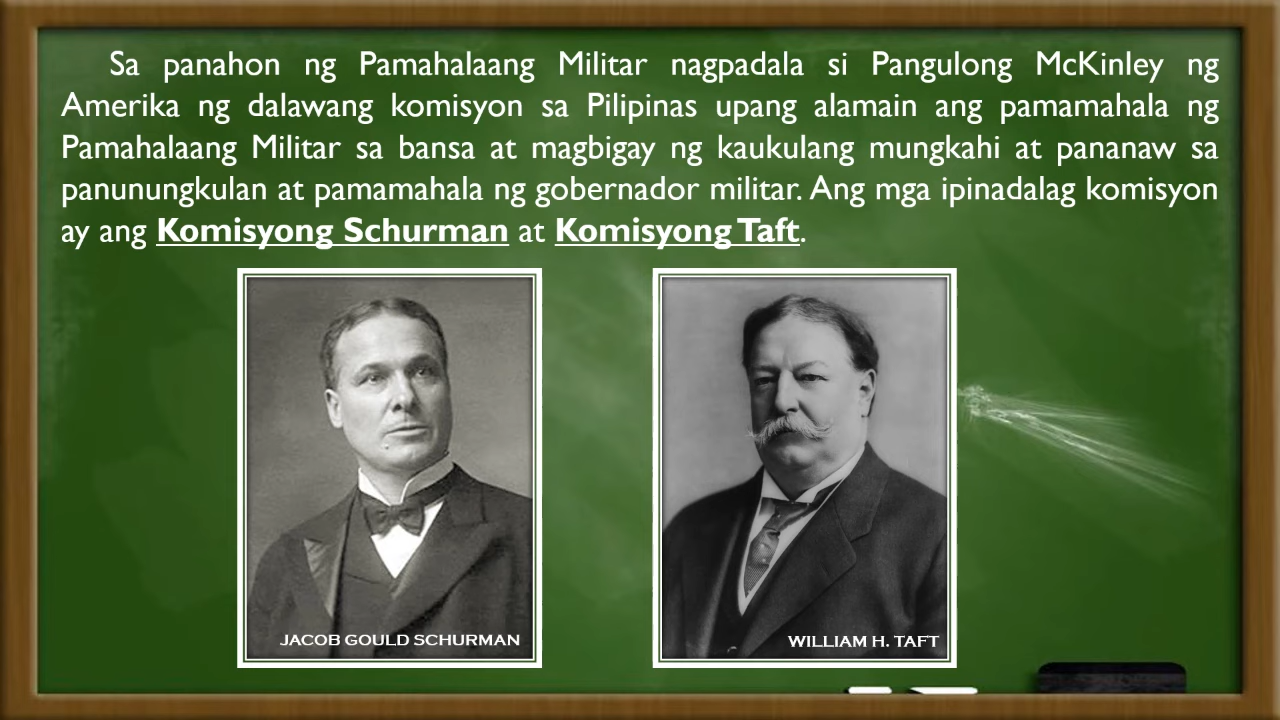 Sa panahon ng Pamahalaang Militar nagpadala si Pangulong McKinley ng
Amerika ng dalawang komisyon sa Pilipinas upang alamain ang pamamahala ng
Pamahalaang Militar sa bansa at magbigay ng kaukulang mungkahi at pananaw sa
panunungkulan at pamamahala ng gobernador militar. Ang mga ipinadalag komisyon
ay ang Komisyong Schurman at Komisyong Taft.
JACOB GOULD SCHURMAN
WILLIAM H. TAFT